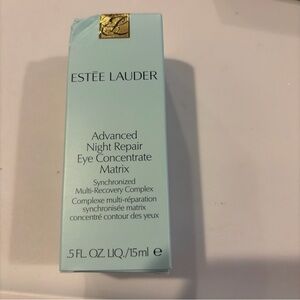 ESTĒE LAUDER
Advanced
Night Repair
Eye Concentrate
Matrix
Synchronized
Multi-Recovery Complex
Complexe multi-réparation
synchronisée matrix
concentré contour des yeux
.5 FL. OZ. LIQ./15ml e